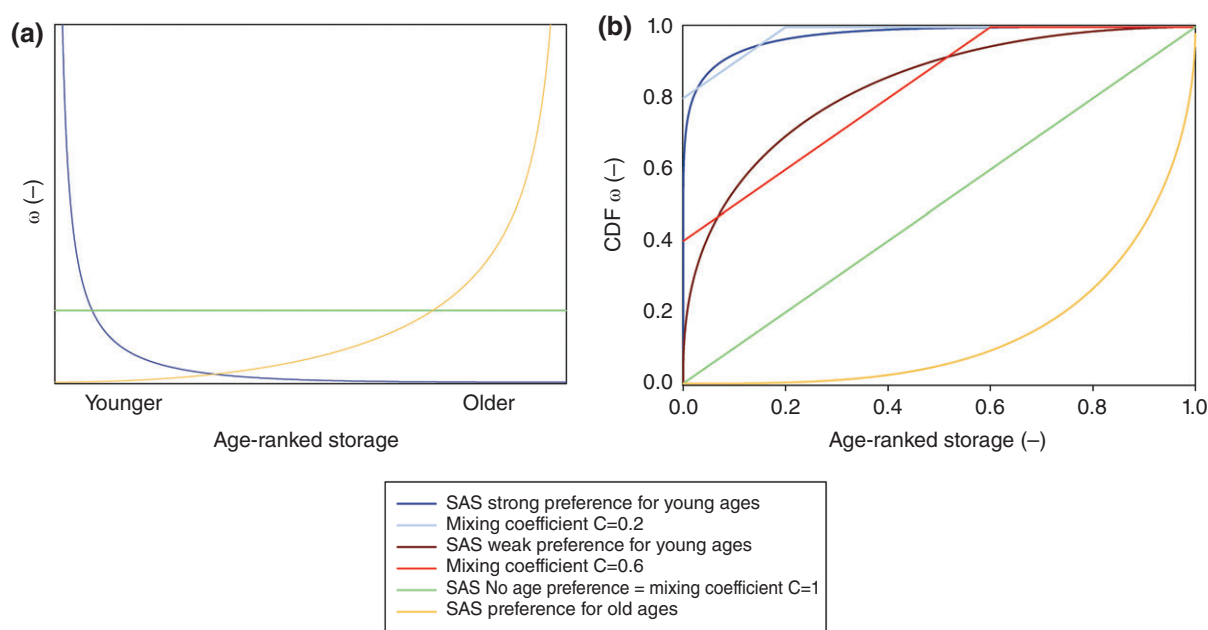 (a)
ω (–)
Younger
Older
Age-ranked storage
(b)
1.0
0.8
0.6
0.4
0.2
0.0
CDF ω (–)
0.0 0.2 0.4 0.6 0.8 1.0
Age-ranked storage (–)
SAS strong preference for young ages
Mixing coefficient C=0.2
SAS weak preference for young ages
Mixing coefficient C=0.6
SAS No age preference = mixing coefficient C=1
SAS preference for old ages